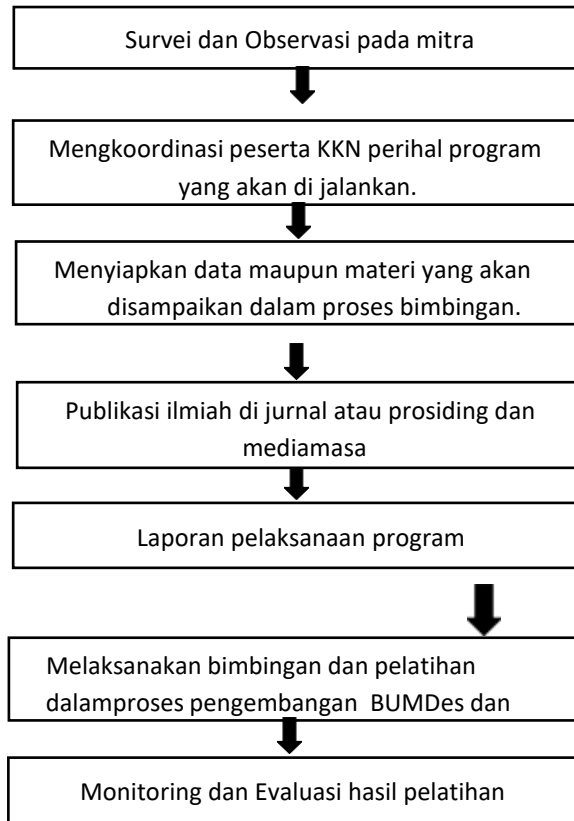 Survei dan Observasi pada mitra
Mengkoordinasi peserta KKN perihal program
yang akan di jalankan.
Menyiapkan data maupun materi yang akan
disampaikan dalam proses bimbingan.
Publikasi ilmiah di jurnal atau prosiding dan
mediamasa
Laporan pelaksanaan program
Melaksanakan bimbingan dan pelatihan
dalamproses pengembangan BUMDes dan
Monitoring dan Evaluasi hasil pelatihan